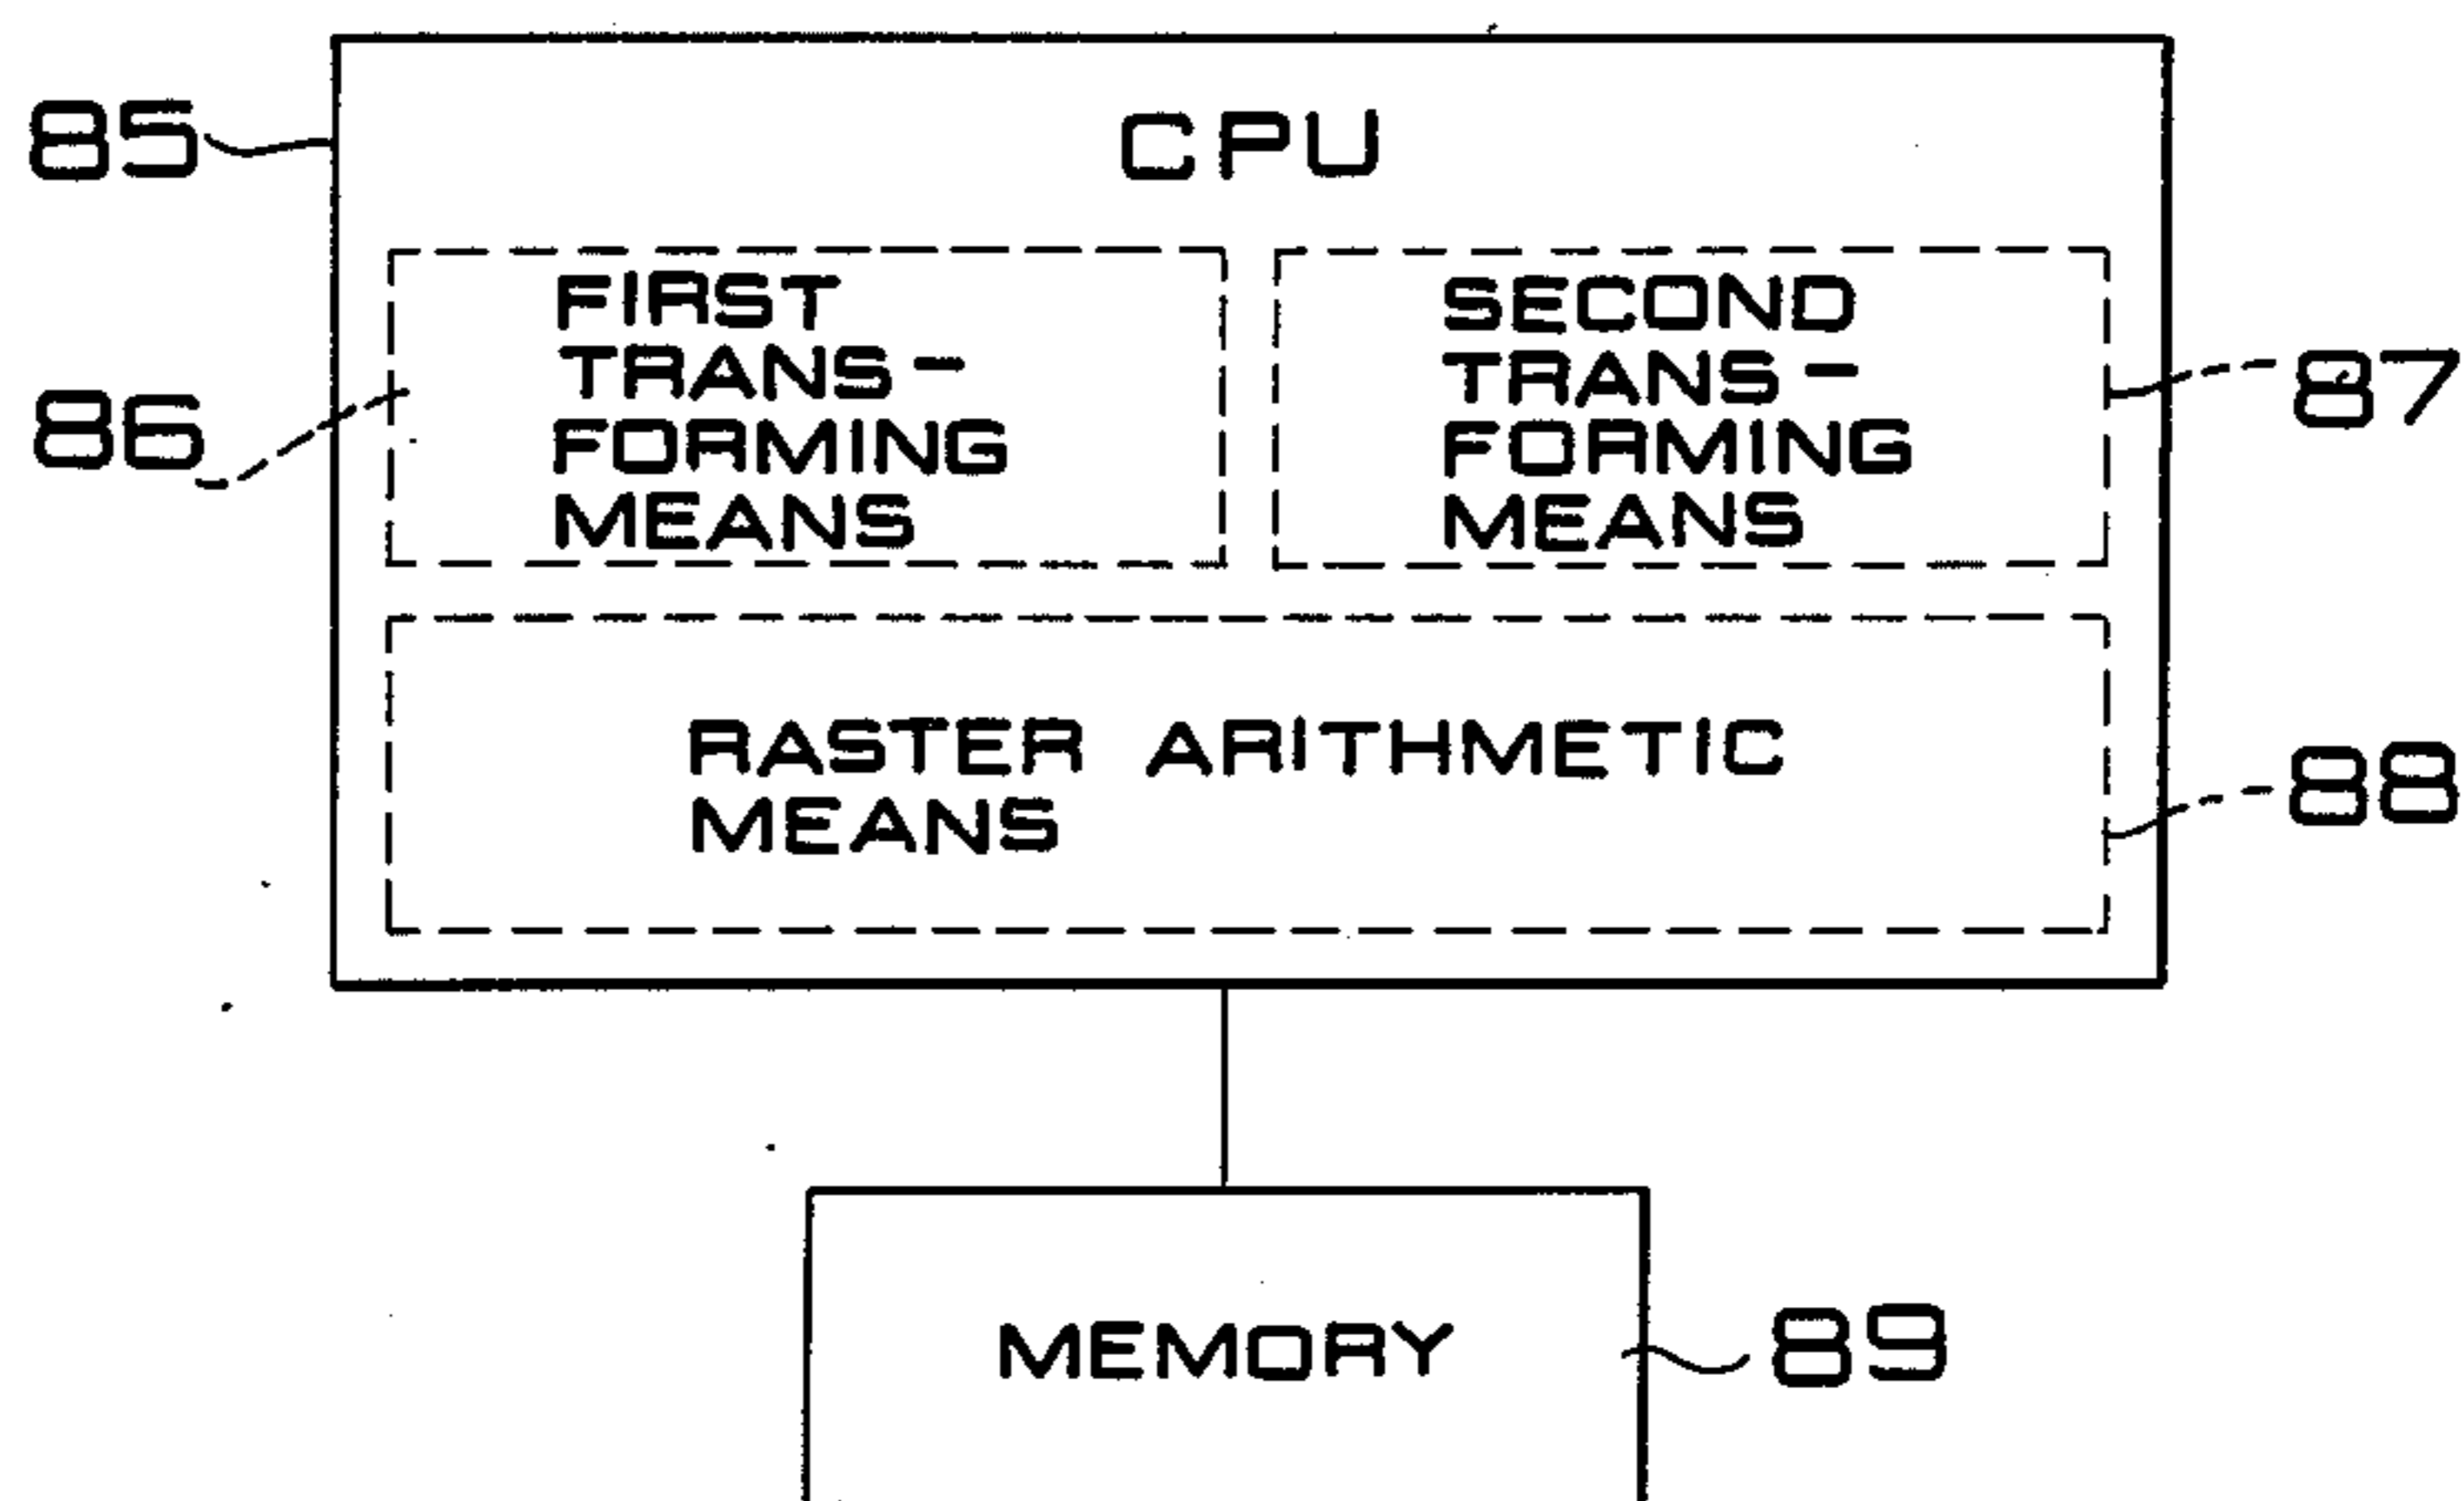 85
CPU
FIRST
TRANS-
FORMING
MEANS
86
SECOND
TRANS-
FORMING
MEANS
87
RASTER ARITHMETIC
MEANS
88
MEMORY
89